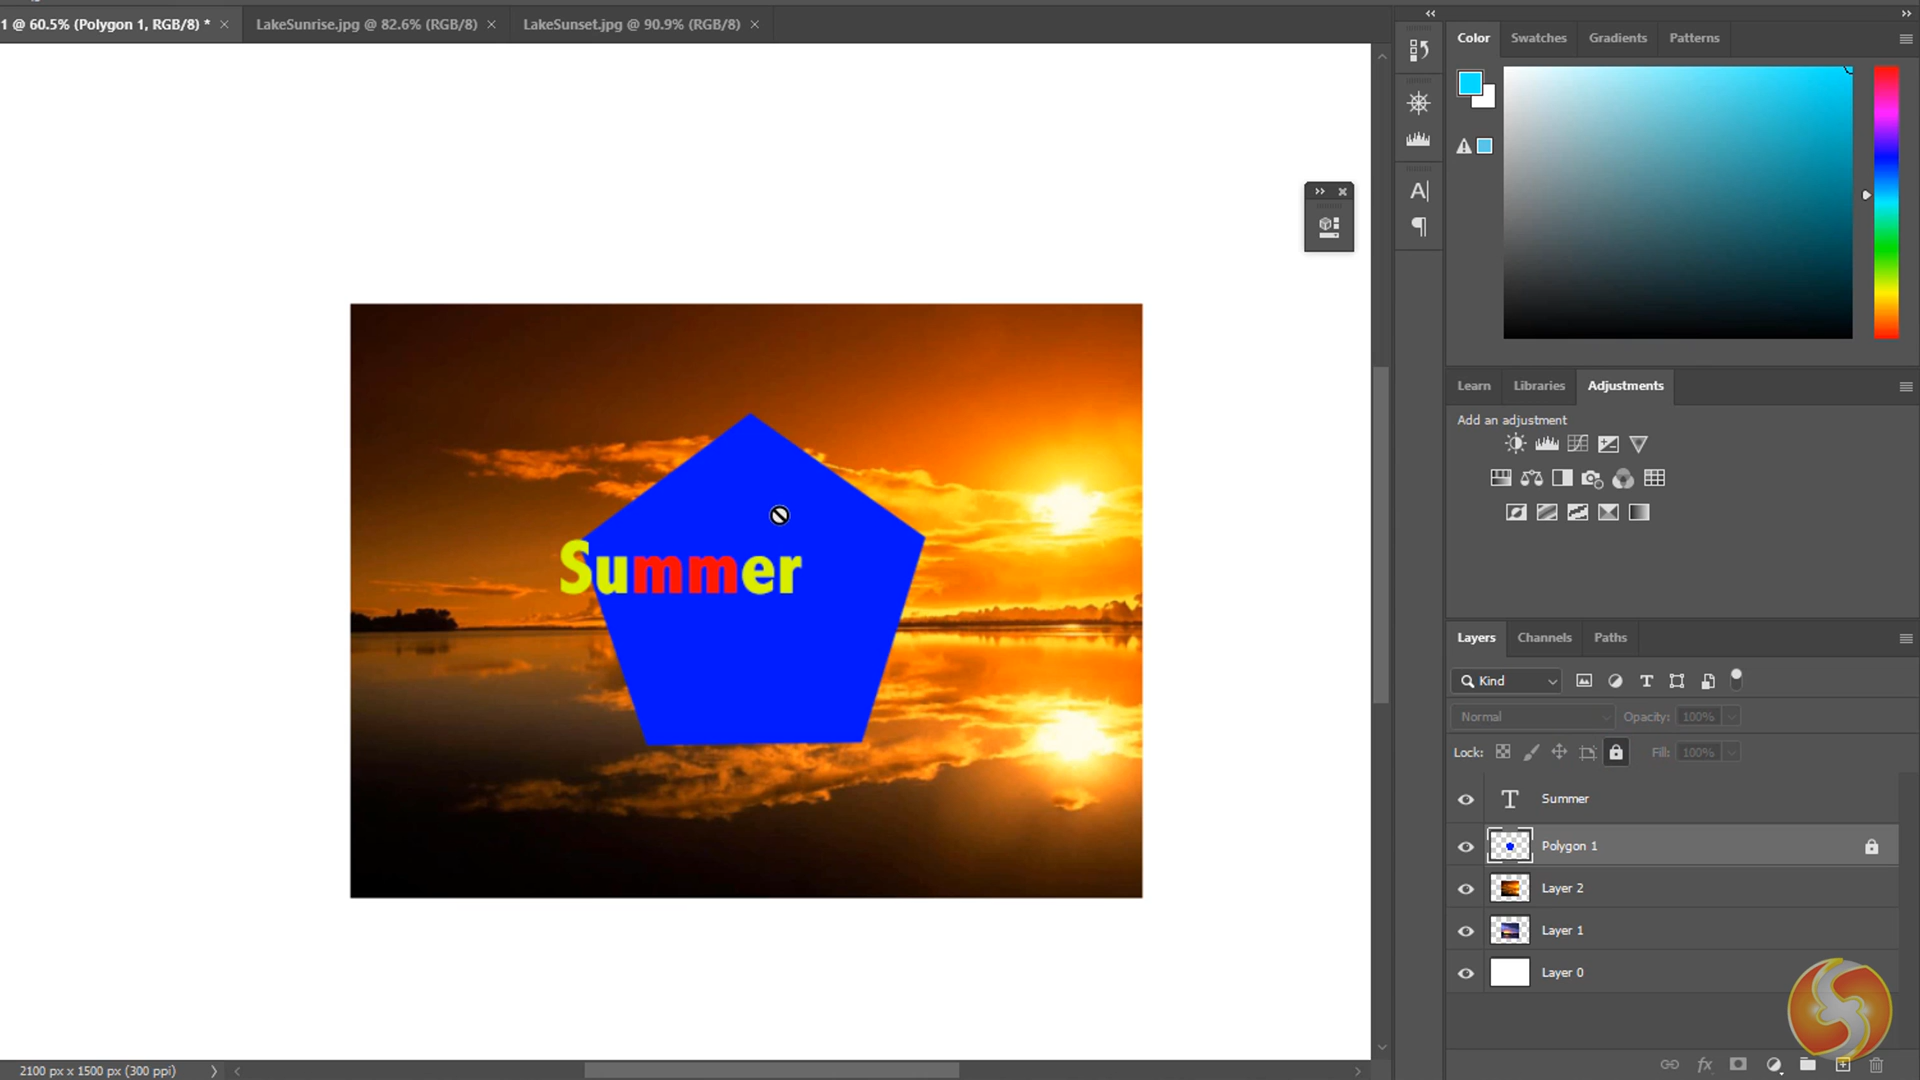 1 @ 60.5% (Polygon 1, RGB/8) *
LakeSunrise.jpg @ 82.6% (RGB/8)
LakeSunset.jpg @ 90.9% (RGB/8)
Color
Swatches
Gradients
Patterns
Learn
Libraries
Adjustments
Add an adjustment
Summer
Layers
Channels
Paths
Kind
Normal
Opacity: 100%
Lock:
Fill: 100%
Summer
Polygon 1
Layer 2
Layer 1
Layer 0
2100 px x 1500 px (300 ppi)